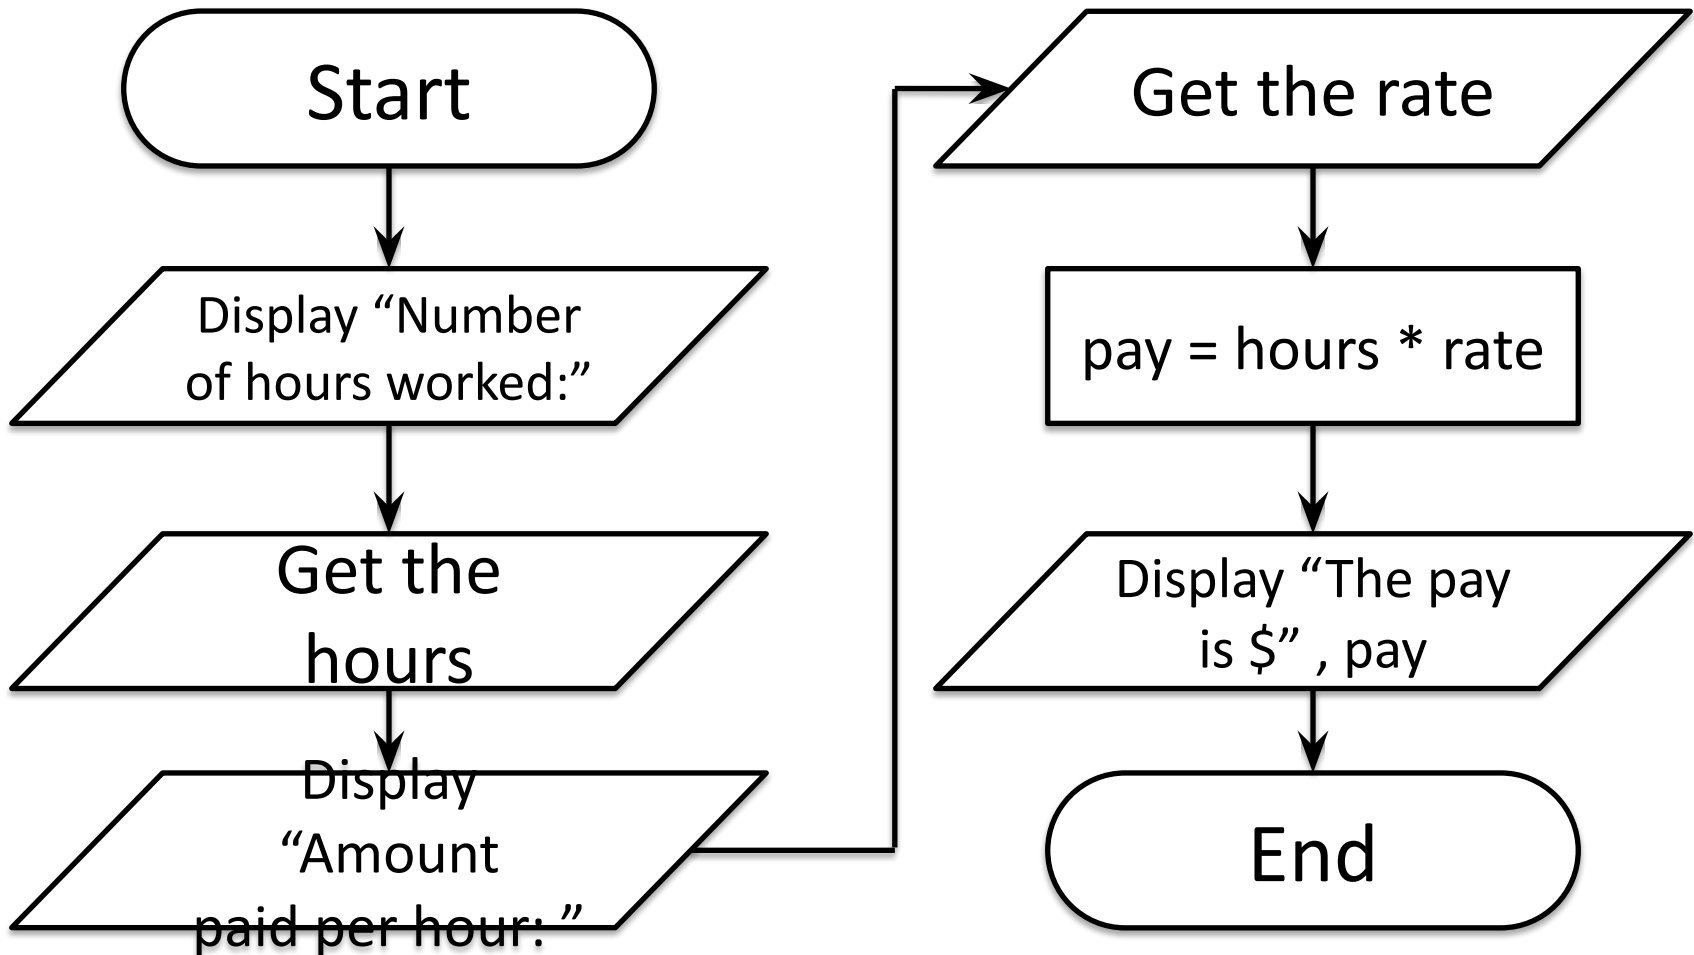 Start
Display “Number
of hours worked:”
Get the
hours
Display
“Amount
paid per hour: ”
Get the rate
pay = hours * rate
Display “The pay
is $” , pay
End